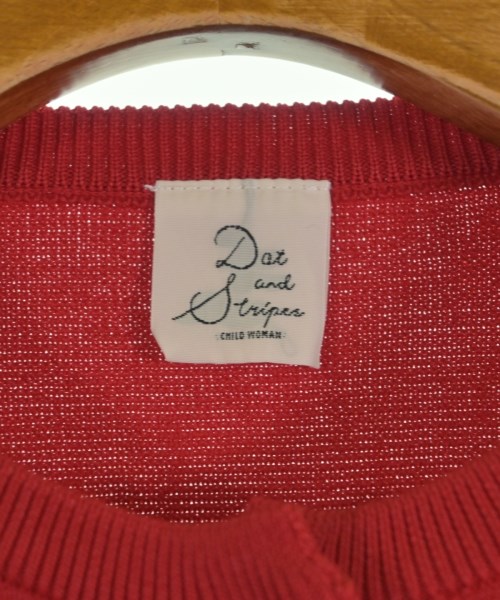 Dot
and
Stripes
:CHILD WOMAN: